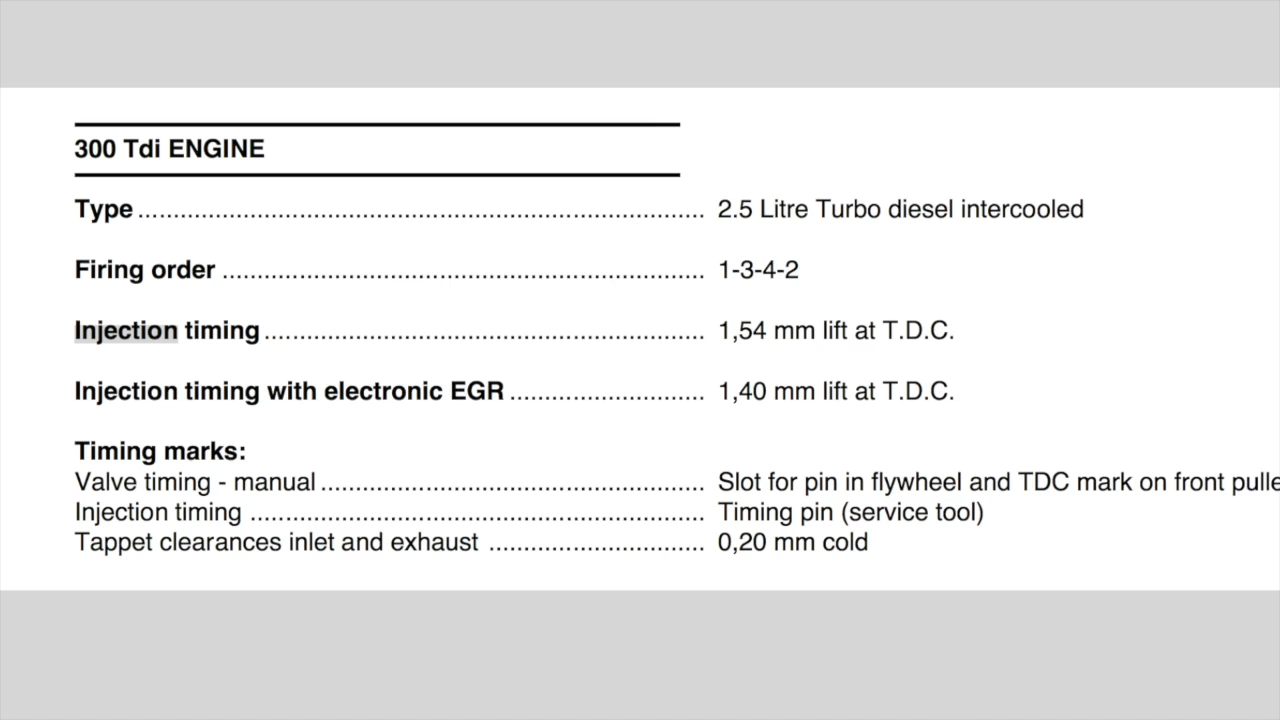 300 Tdi ENGINE
Type ........................................................................ 2.5 Litre Turbo diesel intercooled
Firing order ............................................................ 1-3-4-2
Injection timing ....................................................... 1,54 mm lift at T.D.C.
Injection timing with electronic EGR ........................ 1,40 mm lift at T.D.C.
Timing marks:
Valve timing - manual ................................................ Slot for pin in flywheel and TDC mark on front pulle
Injection timing ......................................................... Timing pin (service tool)
Tappet clearances inlet and exhaust ........................... 0,20 mm cold